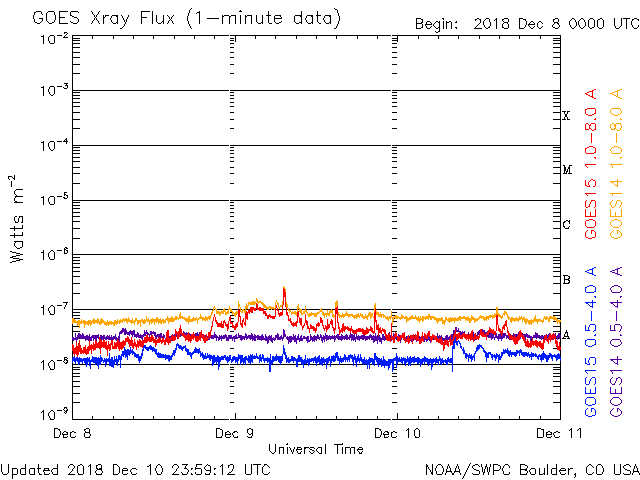 GOES Xray Flux (1-minute data)
Begin: 2018 Dec 8 0000 UTC
10⁻²
10⁻³
10⁻⁴
10⁻⁵
10⁻⁶
10⁻⁷
10⁻⁸
10⁻⁹
Watts m⁻²
X
M
C
B
A
GOES15 1.0-8.0 A
GOES14 1.0-8.0 A
GOES15 0.5-4.0 A
GOES14 0.5-4.0 A
Dec 8
Dec 9
Dec 10
Dec 11
Universal Time
Updated 2018 Dec 10 23:59:12 UTC
NOAA/SWPC Boulder, CO USA